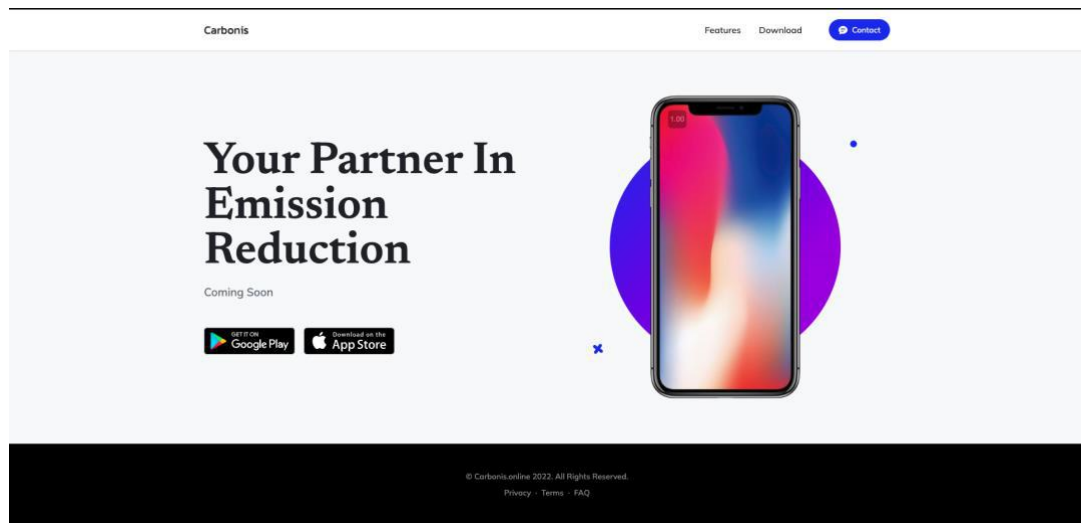 Carbonis
Features
Download
Contact
1.00
Your Partner In
Emission
Reduction
Coming Soon
GET IT ON
Google Play
Download on the
App Store
© Carbonis.online 2022. All Rights Reserved.
Privacy · Terms · FAQ